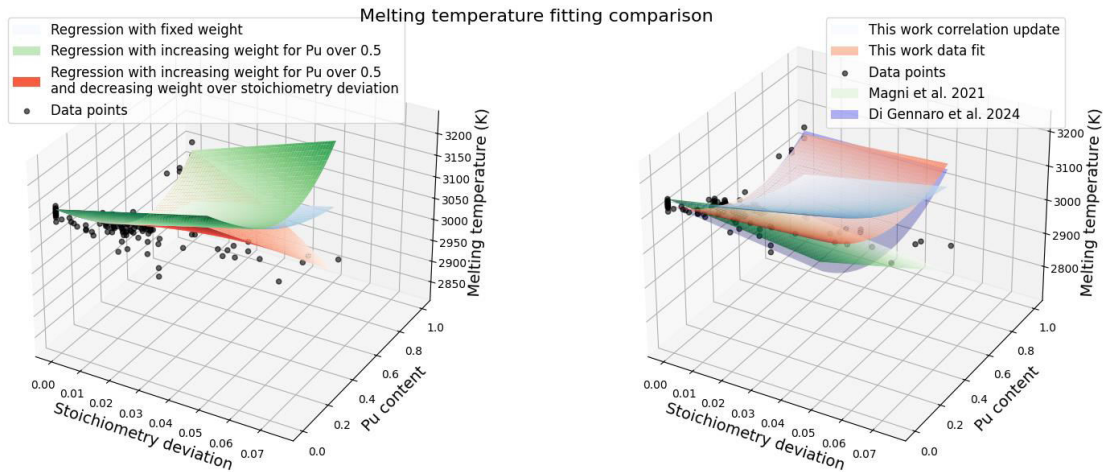 Melting temperature fitting comparison
Regression with fixed weight
Regression with increasing weight for Pu over 0.5
Regression with increasing weight for Pu over 0.5
and decreasing weight over stoichiometry deviation
Data points
3200
3150
3100
3050
3000
2950
2900
2850
Melting temperature (K)
0.00
0.01
0.02
0.03
0.04
0.05
0.06
0.07
Stoichiometry deviation
0.0
0.2
0.4
0.6
0.8
1.0
Pu content
This work correlation update
This work data fit
Data points
Magni et al. 2021
Di Gennaro et al. 2024
3200
3100
3000
2900
2800
Melting temperature (K)
0.00
0.01
0.02
0.03
0.04
0.05
0.06
0.07
Stoichiometry deviation
0.0
0.2
0.4
0.6
0.8
1.0
Pu content